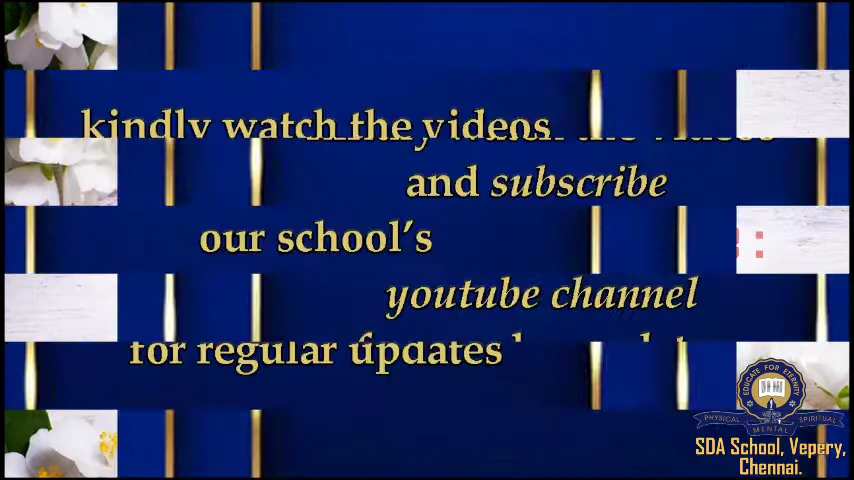 kindly watch the videos
and subscribe
our school's
youtube channel
for regular updates
EDUCATE FOR ETERNITY
PHYSICAL
MENTAL
SPIRITUAL
SDA School, Vepery,
Chennai.